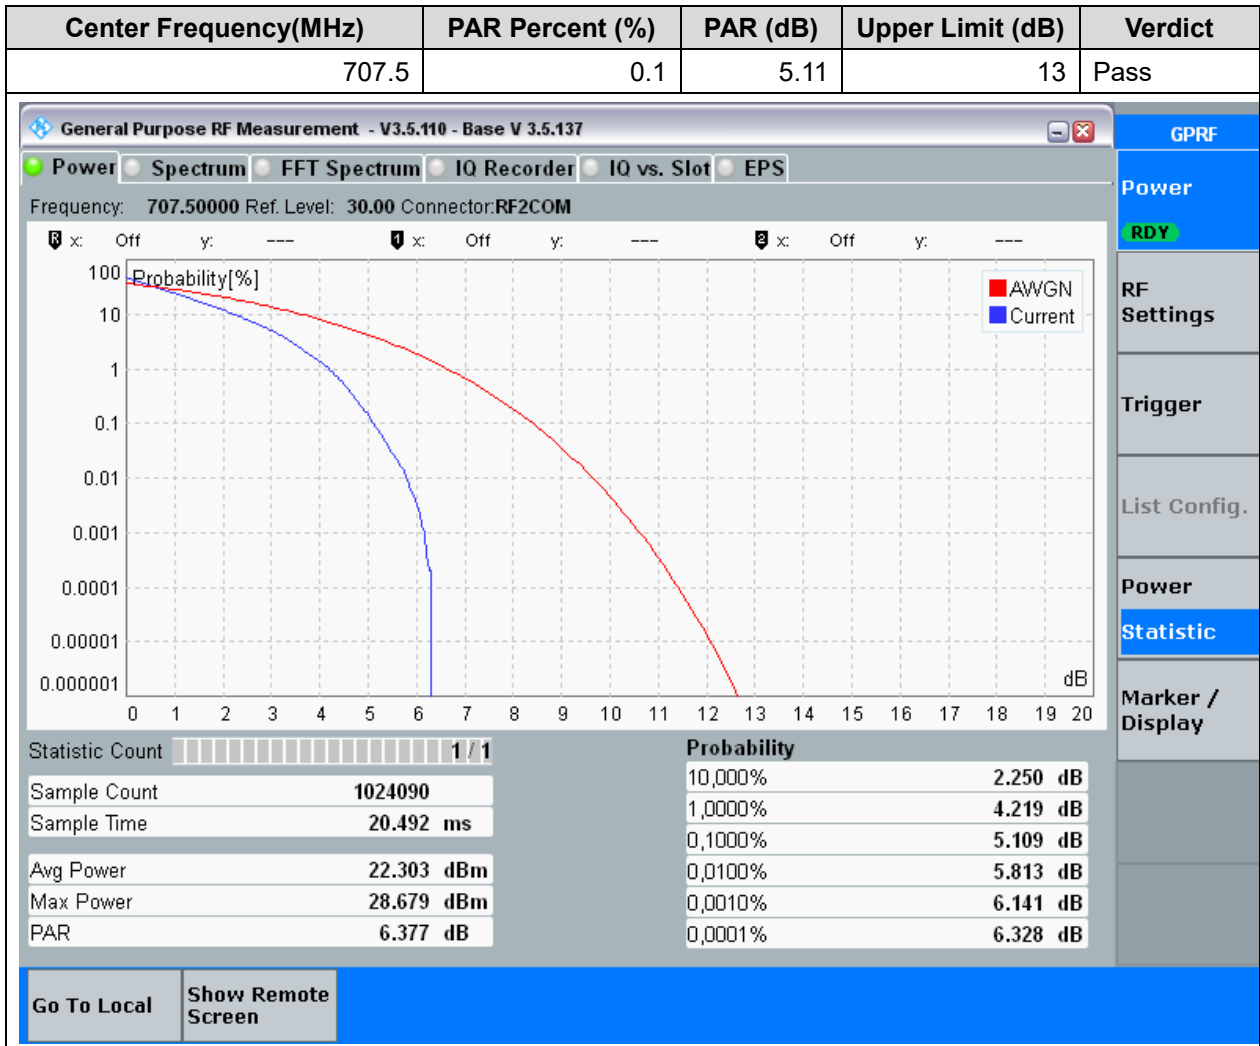 Center Frequency(MHz) PAR Percent (%) PAR (dB) Upper Limit (dB) Verdict
707.5 0.1 5.11 13 Pass
General Purpose RF Measurement - V3.5.110 - Base V 3.5.137
GPRF
Power Spectrum FFT Spectrum IQ Recorder IQ vs. Slot EPS
Power
RDY
Frequency: 707.50000 Ref. Level: 30.00 Connector:RF2COM
R x: Off y: --- 1 x: Off y: --- 2 x: Off y: ---
Probability[%]
AWGN
Current
100
10
1
0.1
0.01
0.001
0.0001
0.00001
0.000001
dB
0 1 2 3 4 5 6 7 8 9 10 11 12 13 14 15 16 17 18 19 20
RF
Settings
Trigger
List Config.
Power
Statistic
Marker /
Display
Statistic Count 1 / 1
Sample Count 1024090
Sample Time 20.492 ms
Avg Power 22.303 dBm
Max Power 28.679 dBm
PAR 6.377 dB
Probability
10,000% 2.250 dB
1,0000% 4.219 dB
0,1000% 5.109 dB
0,0100% 5.813 dB
0,0010% 6.141 dB
0,0001% 6.328 dB
Go To Local
Show Remote
Screen